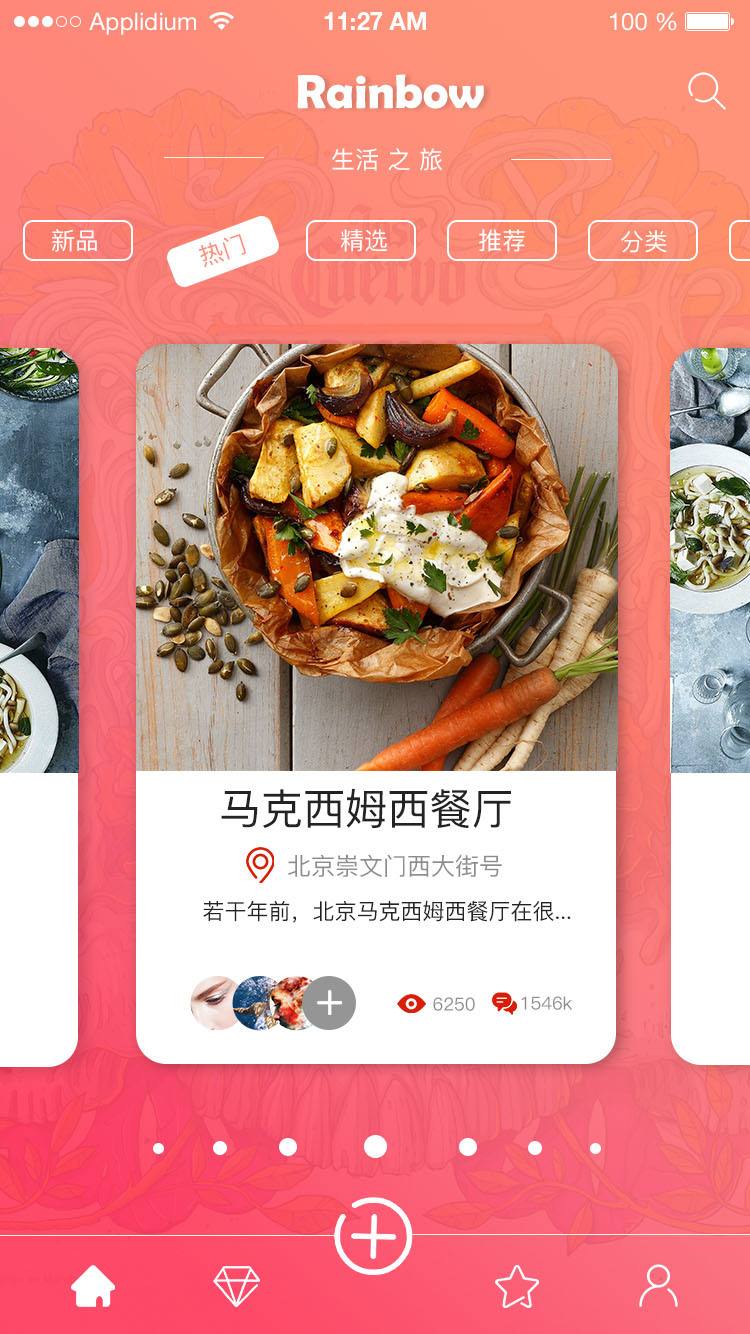 Applidium 11:27 AM 100 %
Rainbow
生活之旅
新品 热门 精选 推荐 分类
马克西姆西餐厅
北京崇文门西大街号
若干年前，北京马克西姆西餐厅在很...
6250 1546k